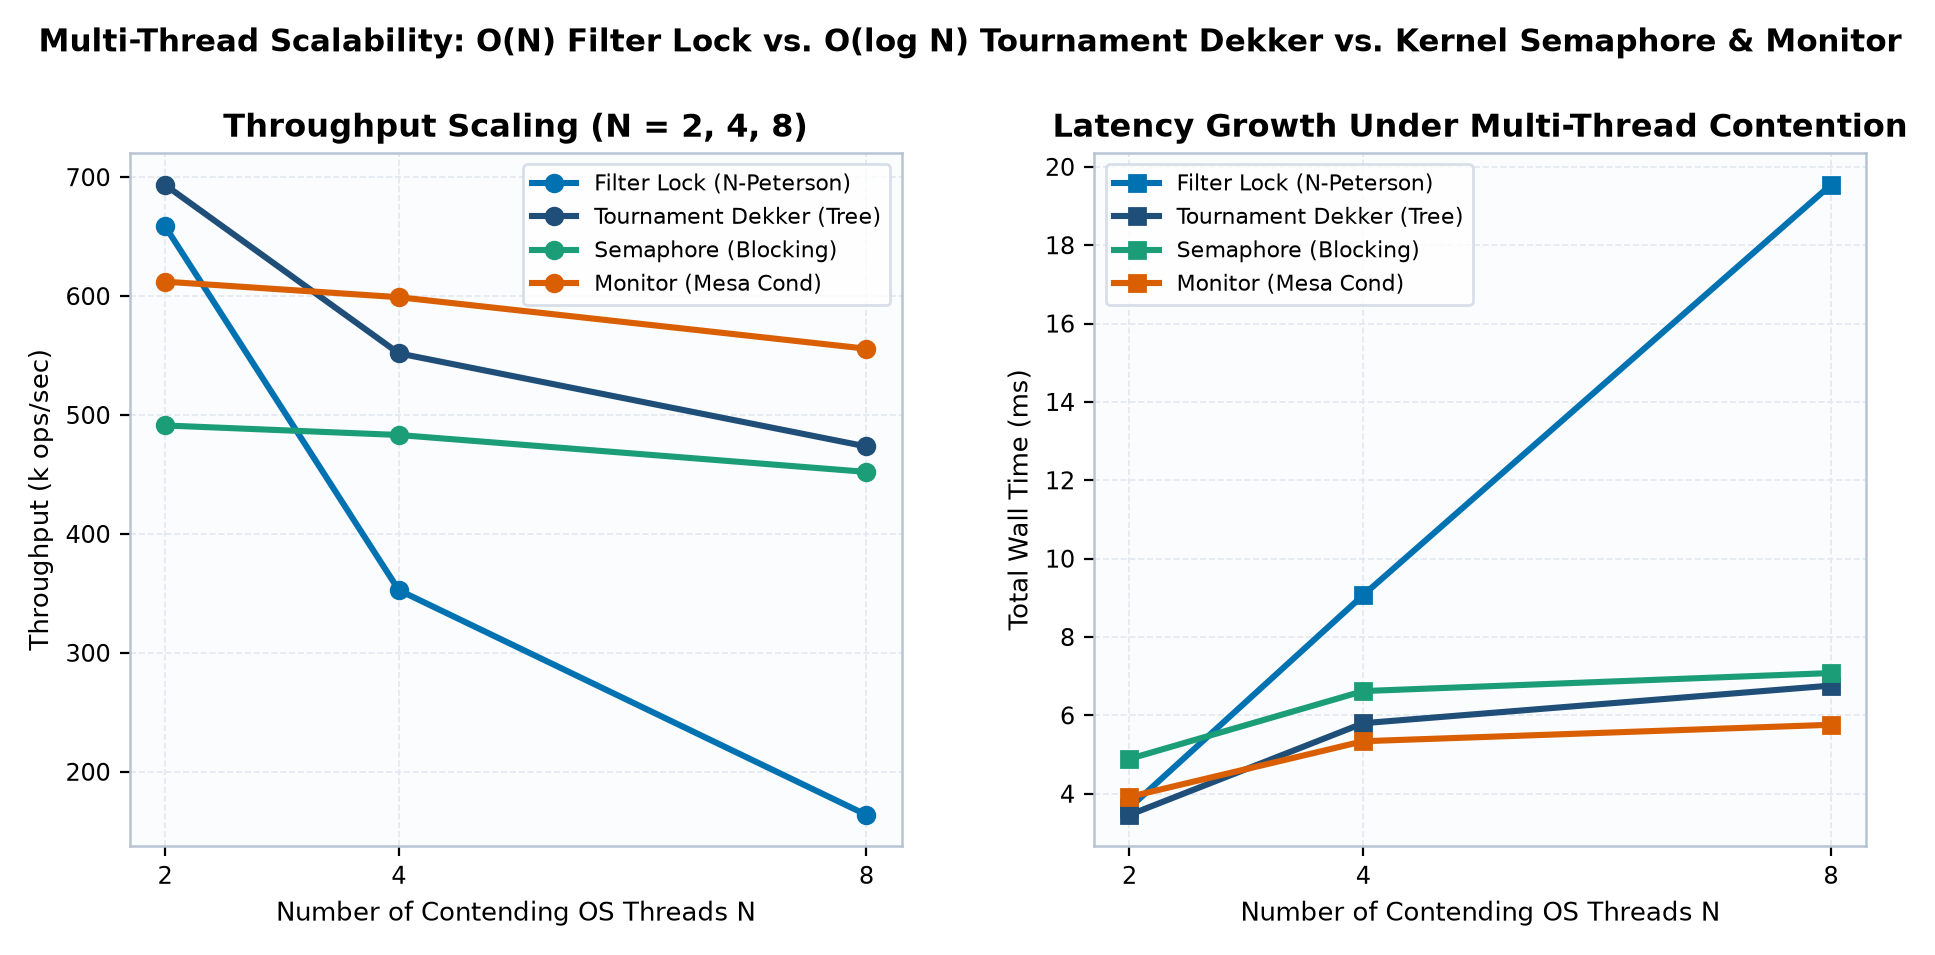 Multi-Thread Scalability: O(N) Filter Lock vs. O(log N) Tournament Dekker vs. Kernel Semaphore & Monitor
Throughput Scaling (N = 2, 4, 8)
Throughput (k ops/sec)
700
600
500
400
300
200
Filter Lock (N-Peterson)
Tournament Dekker (Tree)
Semaphore (Blocking)
Monitor (Mesa Cond)
2
4
8
Number of Contending OS Threads N
Latency Growth Under Multi-Thread Contention
Total Wall Time (ms)
20
18
16
14
12
10
8
6
4
Filter Lock (N-Peterson)
Tournament Dekker (Tree)
Semaphore (Blocking)
Monitor (Mesa Cond)
2
4
8
Number of Contending OS Threads N